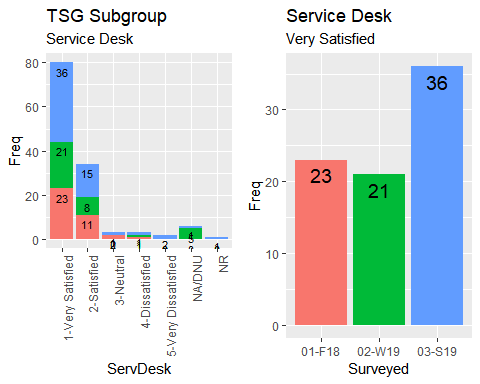 TSG Subgroup
Service Desk
Freq
80
60
40
20
0
36
21
23
15
8
11
2
1-Very Satisfied
2-Satisfied
3-Neutral
4-Dissatisfied
5-Very Dissatisfied
NA/DNU
NR
ServDesk
Service Desk
Very Satisfied
Freq
30
20
10
0
23
21
36
01-F18
02-W19
03-S19
Surveyed